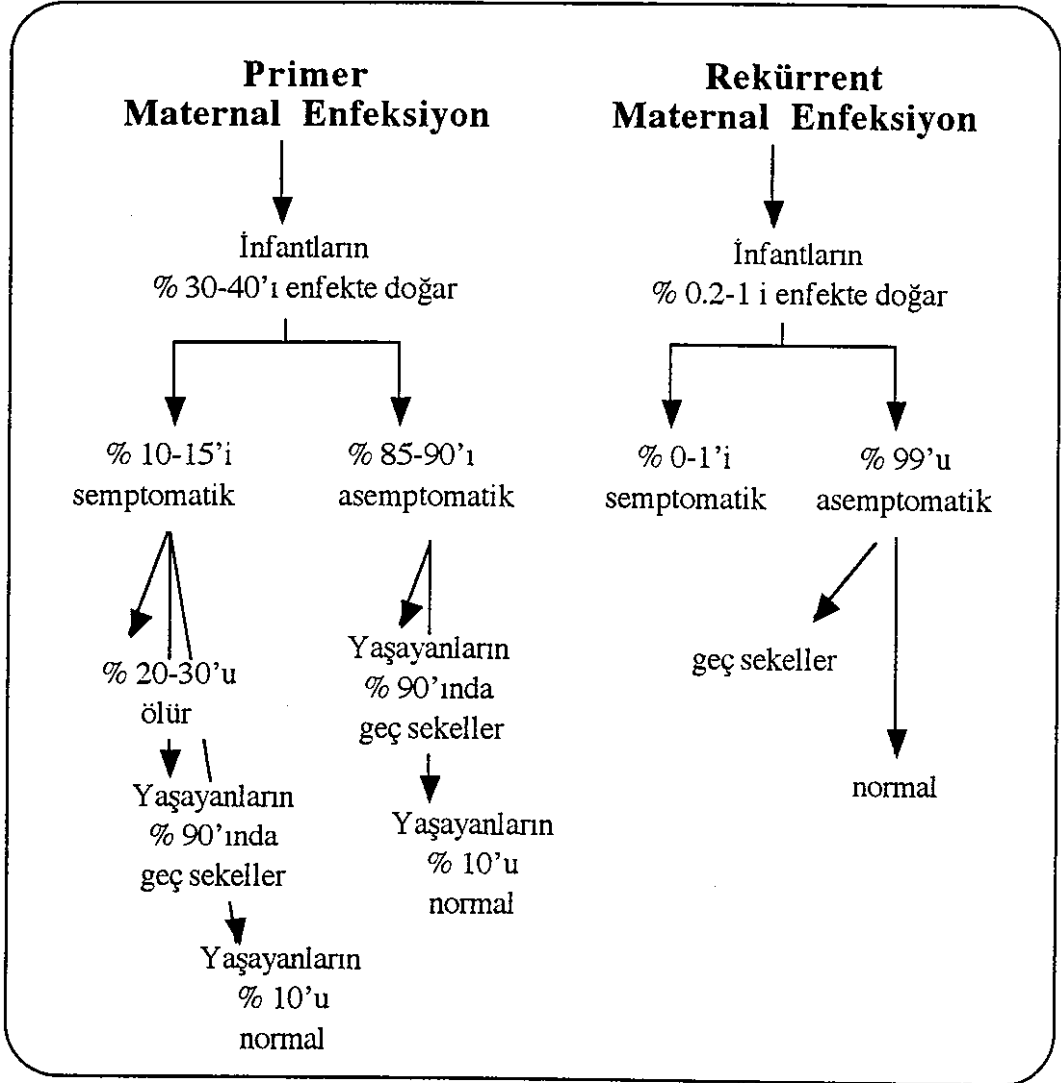 Primer
Maternal Enfeksiyon
İnfantların
% 30-40’ı enfekte doğar
% 10-15’i
semptomatik
% 85-90’ı
asemptomatik
% 20-30’u
ölür
Yaşayanların
% 90’ında
geç sekeller
Yaşayanların
% 10’u
normal
Yaşayanların
% 90’ında
geç sekeller
Yaşayanların
% 10’u
normal
Rekürrent
Maternal Enfeksiyon
İnfantların
% 0.2-1 i enfekte doğar
% 0-1’i
semptomatik
% 99’u
asemptomatik
geç sekeller
normal